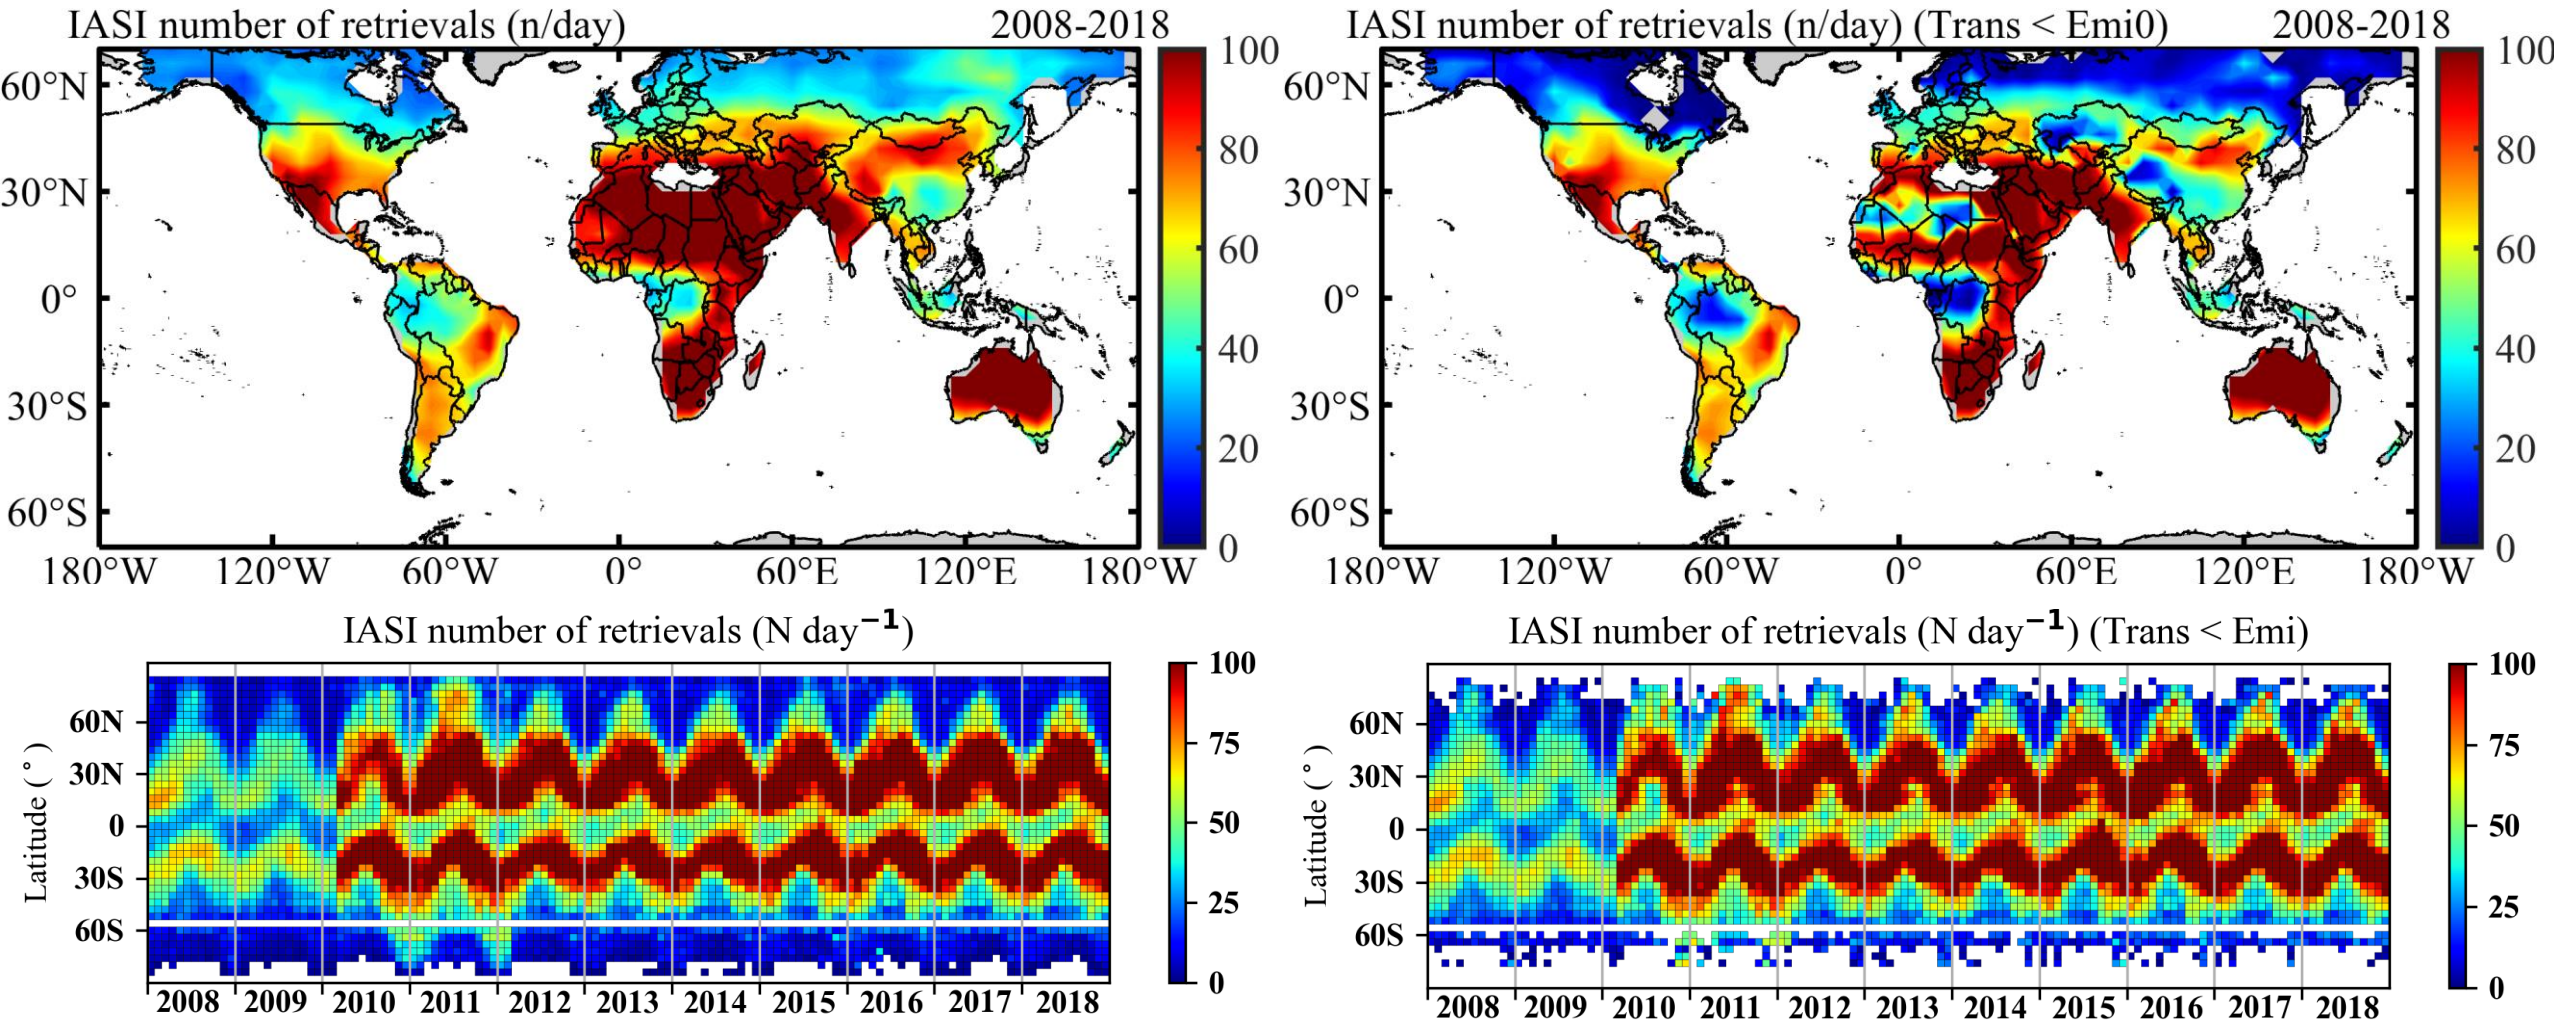 IASI number of retrievals (n/day) 2008-2018
100
80
60
40
20
0
60°N
30°N
0°
30°S
60°S
180°W 120°W 60°W 0° 60°E 120°E 180°W
IASI number of retrievals (n/day) (Trans < Emi0) 2008-2018
100
80
60
40
20
0
60°N
30°N
0°
30°S
60°S
180°W 120°W 60°W 0° 60°E 120°E 180°W
IASI number of retrievals (N day⁻¹)
Latitude (°)
60N
30N
0
30S
60S
2008 2009 2010 2011 2012 2013 2014 2015 2016 2017 2018
100
75
50
25
0
IASI number of retrievals (N day⁻¹) (Trans < Emi)
Latitude (°)
60N
30N
0
30S
60S
2008 2009 2010 2011 2012 2013 2014 2015 2016 2017 2018
100
75
50
25
0